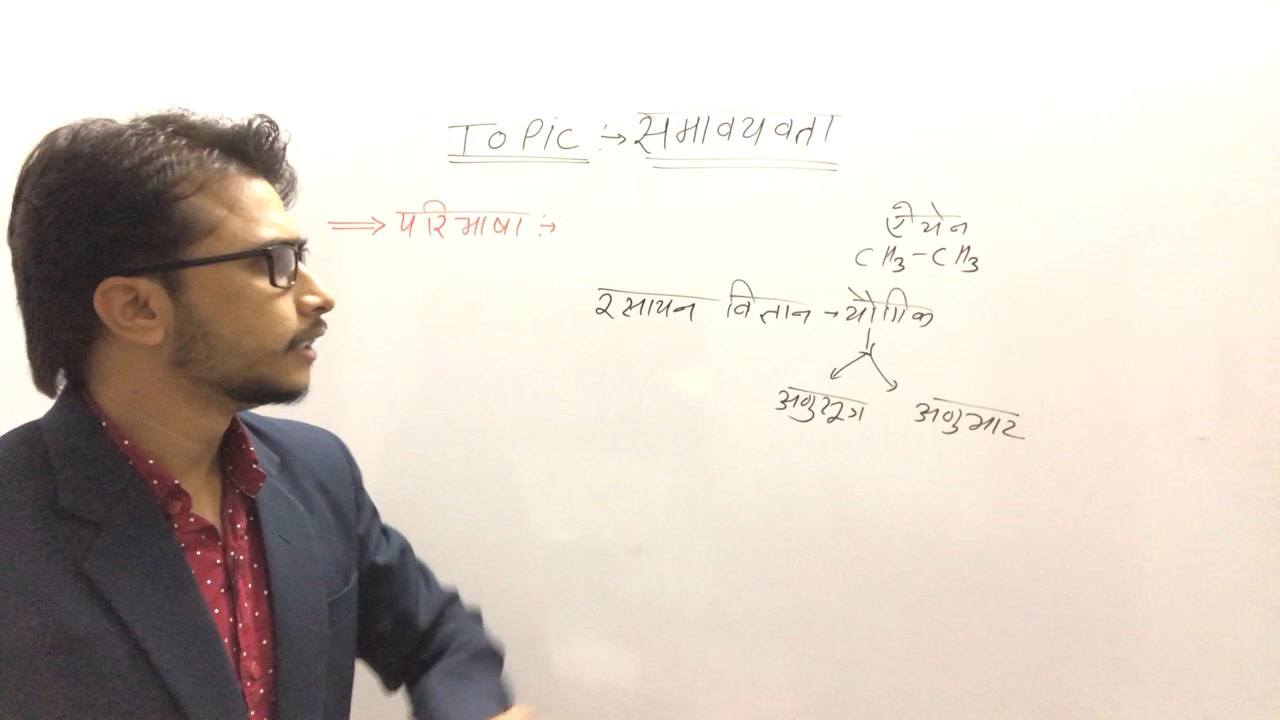 TOPIC :→ समावयवता
⇒ परिभाषा :→
ऐथेन
CH3-CH3
रसायन विज्ञान → यौगिक
अणुसूत्र अणुभार